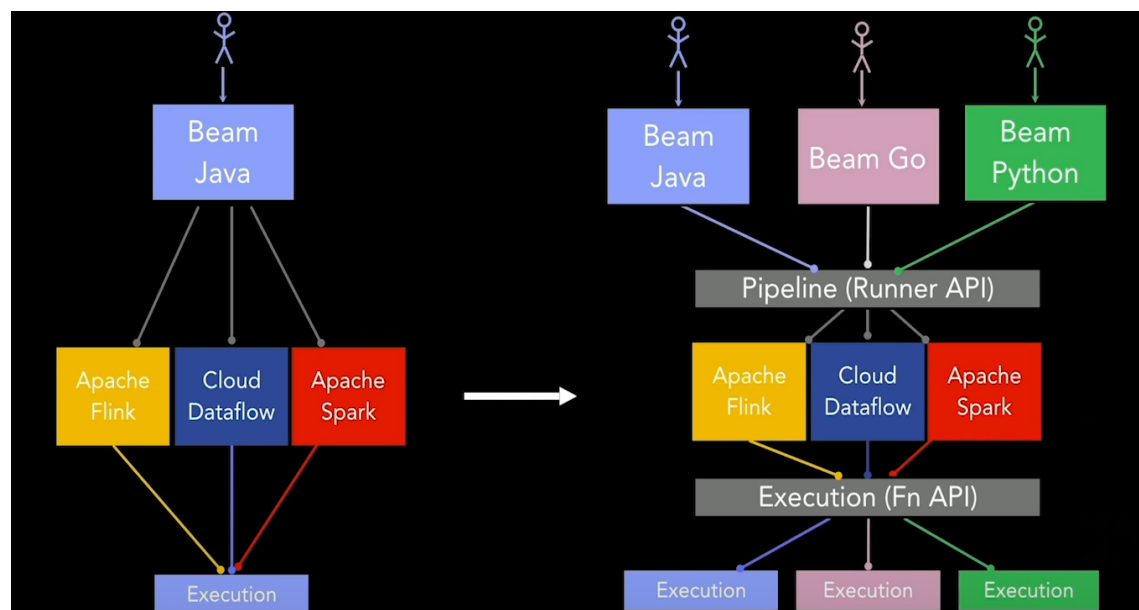 Beam
Java
Apache
Flink
Cloud
Dataflow
Apache
Spark
Execution
Beam
Java
Beam Go
Beam
Python
Pipeline (Runner API)
Apache
Flink
Cloud
Dataflow
Apache
Spark
Execution (Fn API)
Execution
Execution
Execution